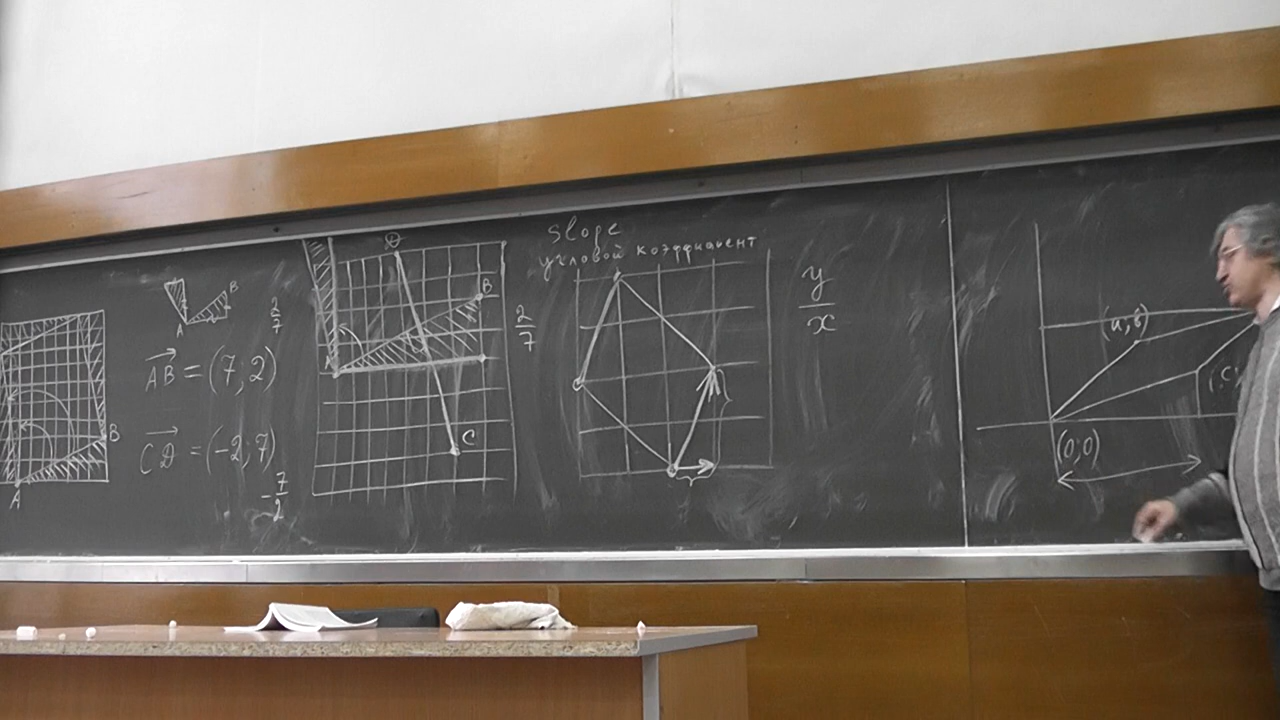 A
B
A
B
2/7
AB = (7; 2)
CD = (-2; 7)
-7/2
D
A
B
C
2/7
slope
угловой коэффициент
y/x
(a; b)
(0; 0)
(c